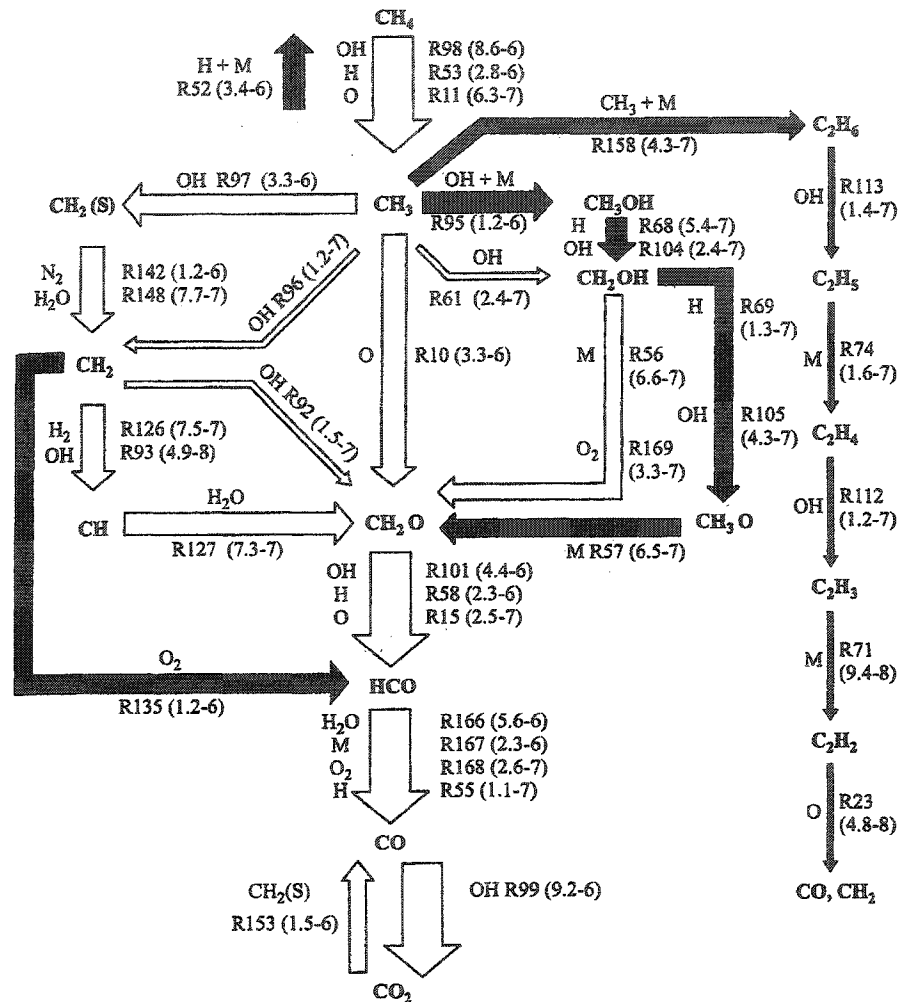 CH4
OH R98 (8.6-6)
H R53 (2.8-6)
O R11 (6.3-7)
H + M
R52 (3.4-6)
CH3 + M
R158 (4.3-7)
C2H6
OH R97 (3.3-6)
CH2 (S)
CH3
OH + M
R95 (1.2-6)
CH3OH
H R68 (5.4-7)
OH R104 (2.4-7)
OH R113
(1.4-7)
N2 R142 (1.2-6)
H2O R148 (7.7-7)
OH R96 (1.2-7)
OH
R61 (2.4-7)
CH2OH
H R69
(1.3-7)
C2H5
CH2
O R10 (3.3-6)
M R56
(6.6-7)
M R74
(1.6-7)
OH R92 (1.5-7)
H2 R126 (7.5-7)
OH R93 (4.9-8)
OH R105
(4.3-7)
O2 R169
(3.3-7)
C2H4
CH
H2O
R127 (7.3-7)
CH2 O
M R57 (6.5-7)
CH3 O
OH R112
(1.2-7)
OH R101 (4.4-6)
H R58 (2.3-6)
O R15 (2.5-7)
C2H3
O2
R135 (1.2-6)
HCO
M R71
(9.4-8)
H2O R166 (5.6-6)
M R167 (2.3-6)
O2 R168 (2.6-7)
H R55 (1.1-7)
C2H2
CO
O R23
(4.8-8)
CH2(S)
R153 (1.5-6)
OH R99 (9.2-6)
CO, CH2
CO2